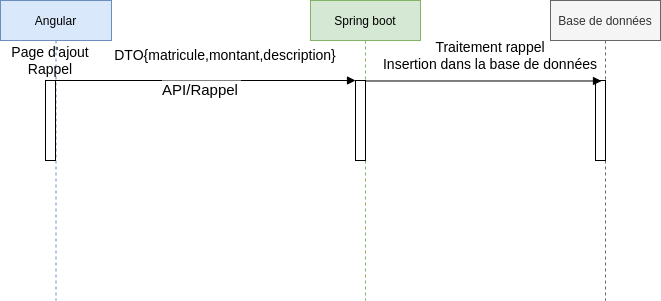 Angular
Spring boot
Base de données
Page d'ajout
Rappel
DTO{matricule,montant,description}
API/Rappel
Traitement rappel
Insertion dans la base de données